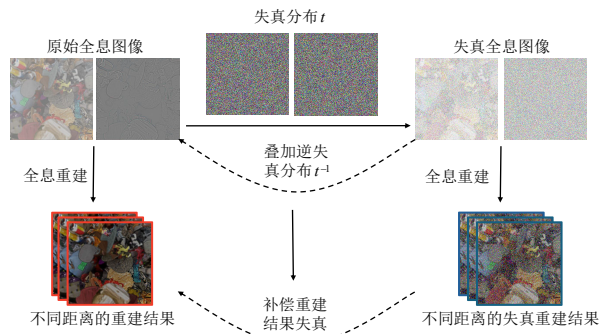 失真分布 t
原始全息图像
失真全息图像
叠加逆失
真分布 t⁻¹
全息重建
全息重建
补偿重建
结果失真
不同距离的重建结果
不同距离的失真重建结果